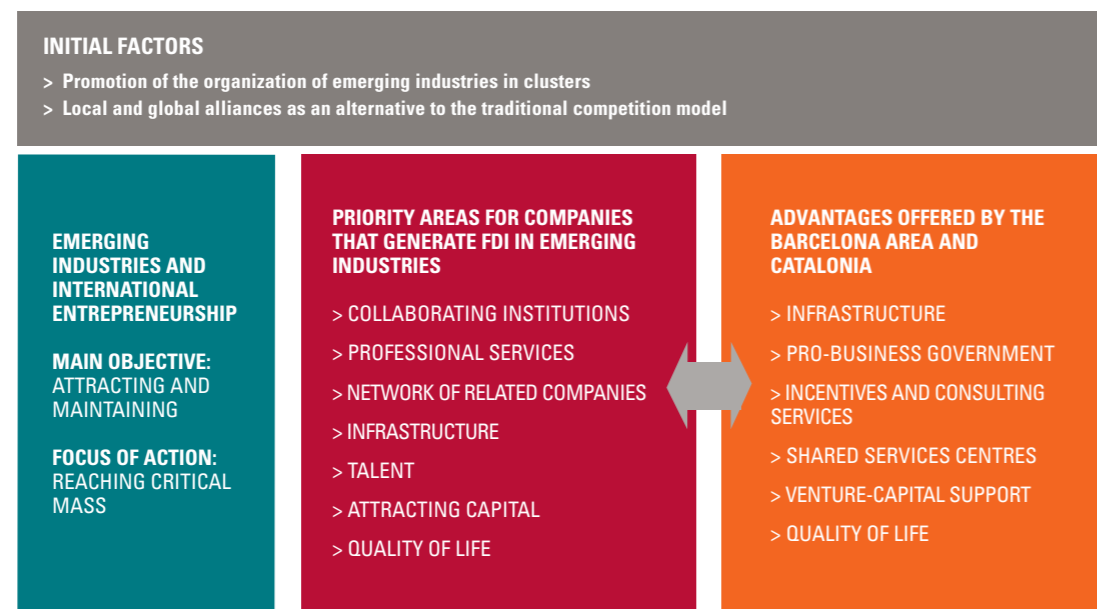 INITIAL FACTORS
> Promotion of the organization of emerging industries in clusters
> Local and global alliances as an alternative to the traditional competition model
EMERGING
INDUSTRIES AND
INTERNATIONAL
ENTREPRENEURSHIP
MAIN OBJECTIVE:
ATTRACTING AND
MAINTAINING
FOCUS OF ACTION:
REACHING CRITICAL
MASS
PRIORITY AREAS FOR COMPANIES
THAT GENERATE FDI IN EMERGING
INDUSTRIES
> COLLABORATING INSTITUTIONS
> PROFESSIONAL SERVICES
> NETWORK OF RELATED COMPANIES
> INFRASTRUCTURE
> TALENT
> ATTRACTING CAPITAL
> QUALITY OF LIFE
ADVANTAGES OFFERED BY THE
BARCELONA AREA AND
CATALONIA
> INFRASTRUCTURE
> PRO-BUSINESS GOVERNMENT
> INCENTIVES AND CONSULTING
SERVICES
> SHARED SERVICES CENTRES
> VENTURE-CAPITAL SUPPORT
> QUALITY OF LIFE